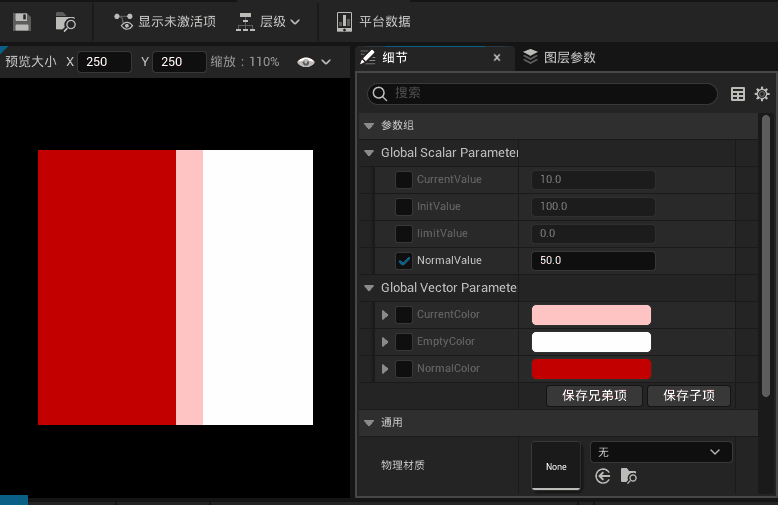 显示未激活项 层级 平台数据
预览大小 X 250 Y 250 缩放：110%
细节 × 图层参数
搜索
参数组
Global Scalar Parameter
CurrentValue 10.0
InitValue 100.0
limitValue 0.0
NormalValue 50.0
Global Vector Paramete
CurrentColor
EmptyColor
NormalColor
保存兄弟项 保存子项
通用
物理材质 None 无